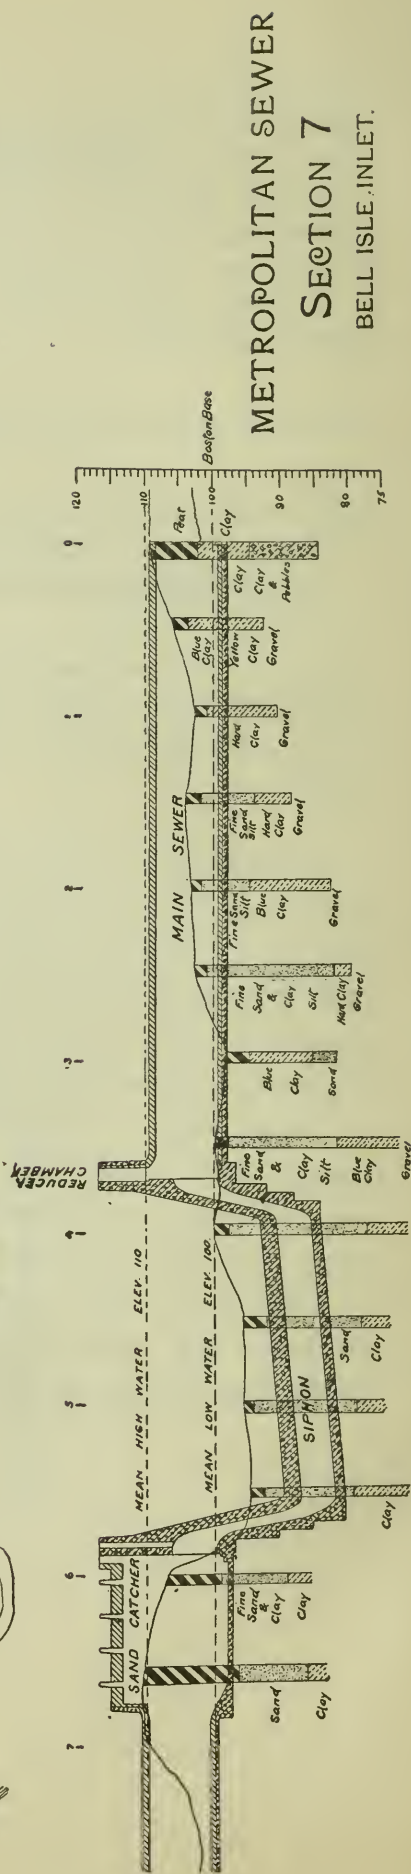 METROPOLITAN SEWER
SECTION 7
BELL ISLE INLET.
120
110
100
90
80
75
Boston Base
Peat
Clay
0
1
2
3
4
5
6
7
REDUCER
CHAMBER
MAIN SEWER
MEAN HIGH WATER ELEV. 110
MEAN LOW WATER ELEV. 100
SIPHON
SAND CATCHER
Clay
Clay
&
Pebbles
Blue
Clay
Yellow
Clay
Gravel
Hard
Clay
Gravel
Fine
Sand
Silt
Hard
Clay
Gravel
Fine Sand
Silt
Blue
Clay
Gravel
Fine
Sand
&
Clay
Silt
Hard Clay
Gravel
Blue
Clay
Sand
Fine
Sand
&
Clay
Silt
Blue
Clay
Gravel
Sand
Clay
Clay
Fine
Sand
&
Clay
Clay
Sand
Clay